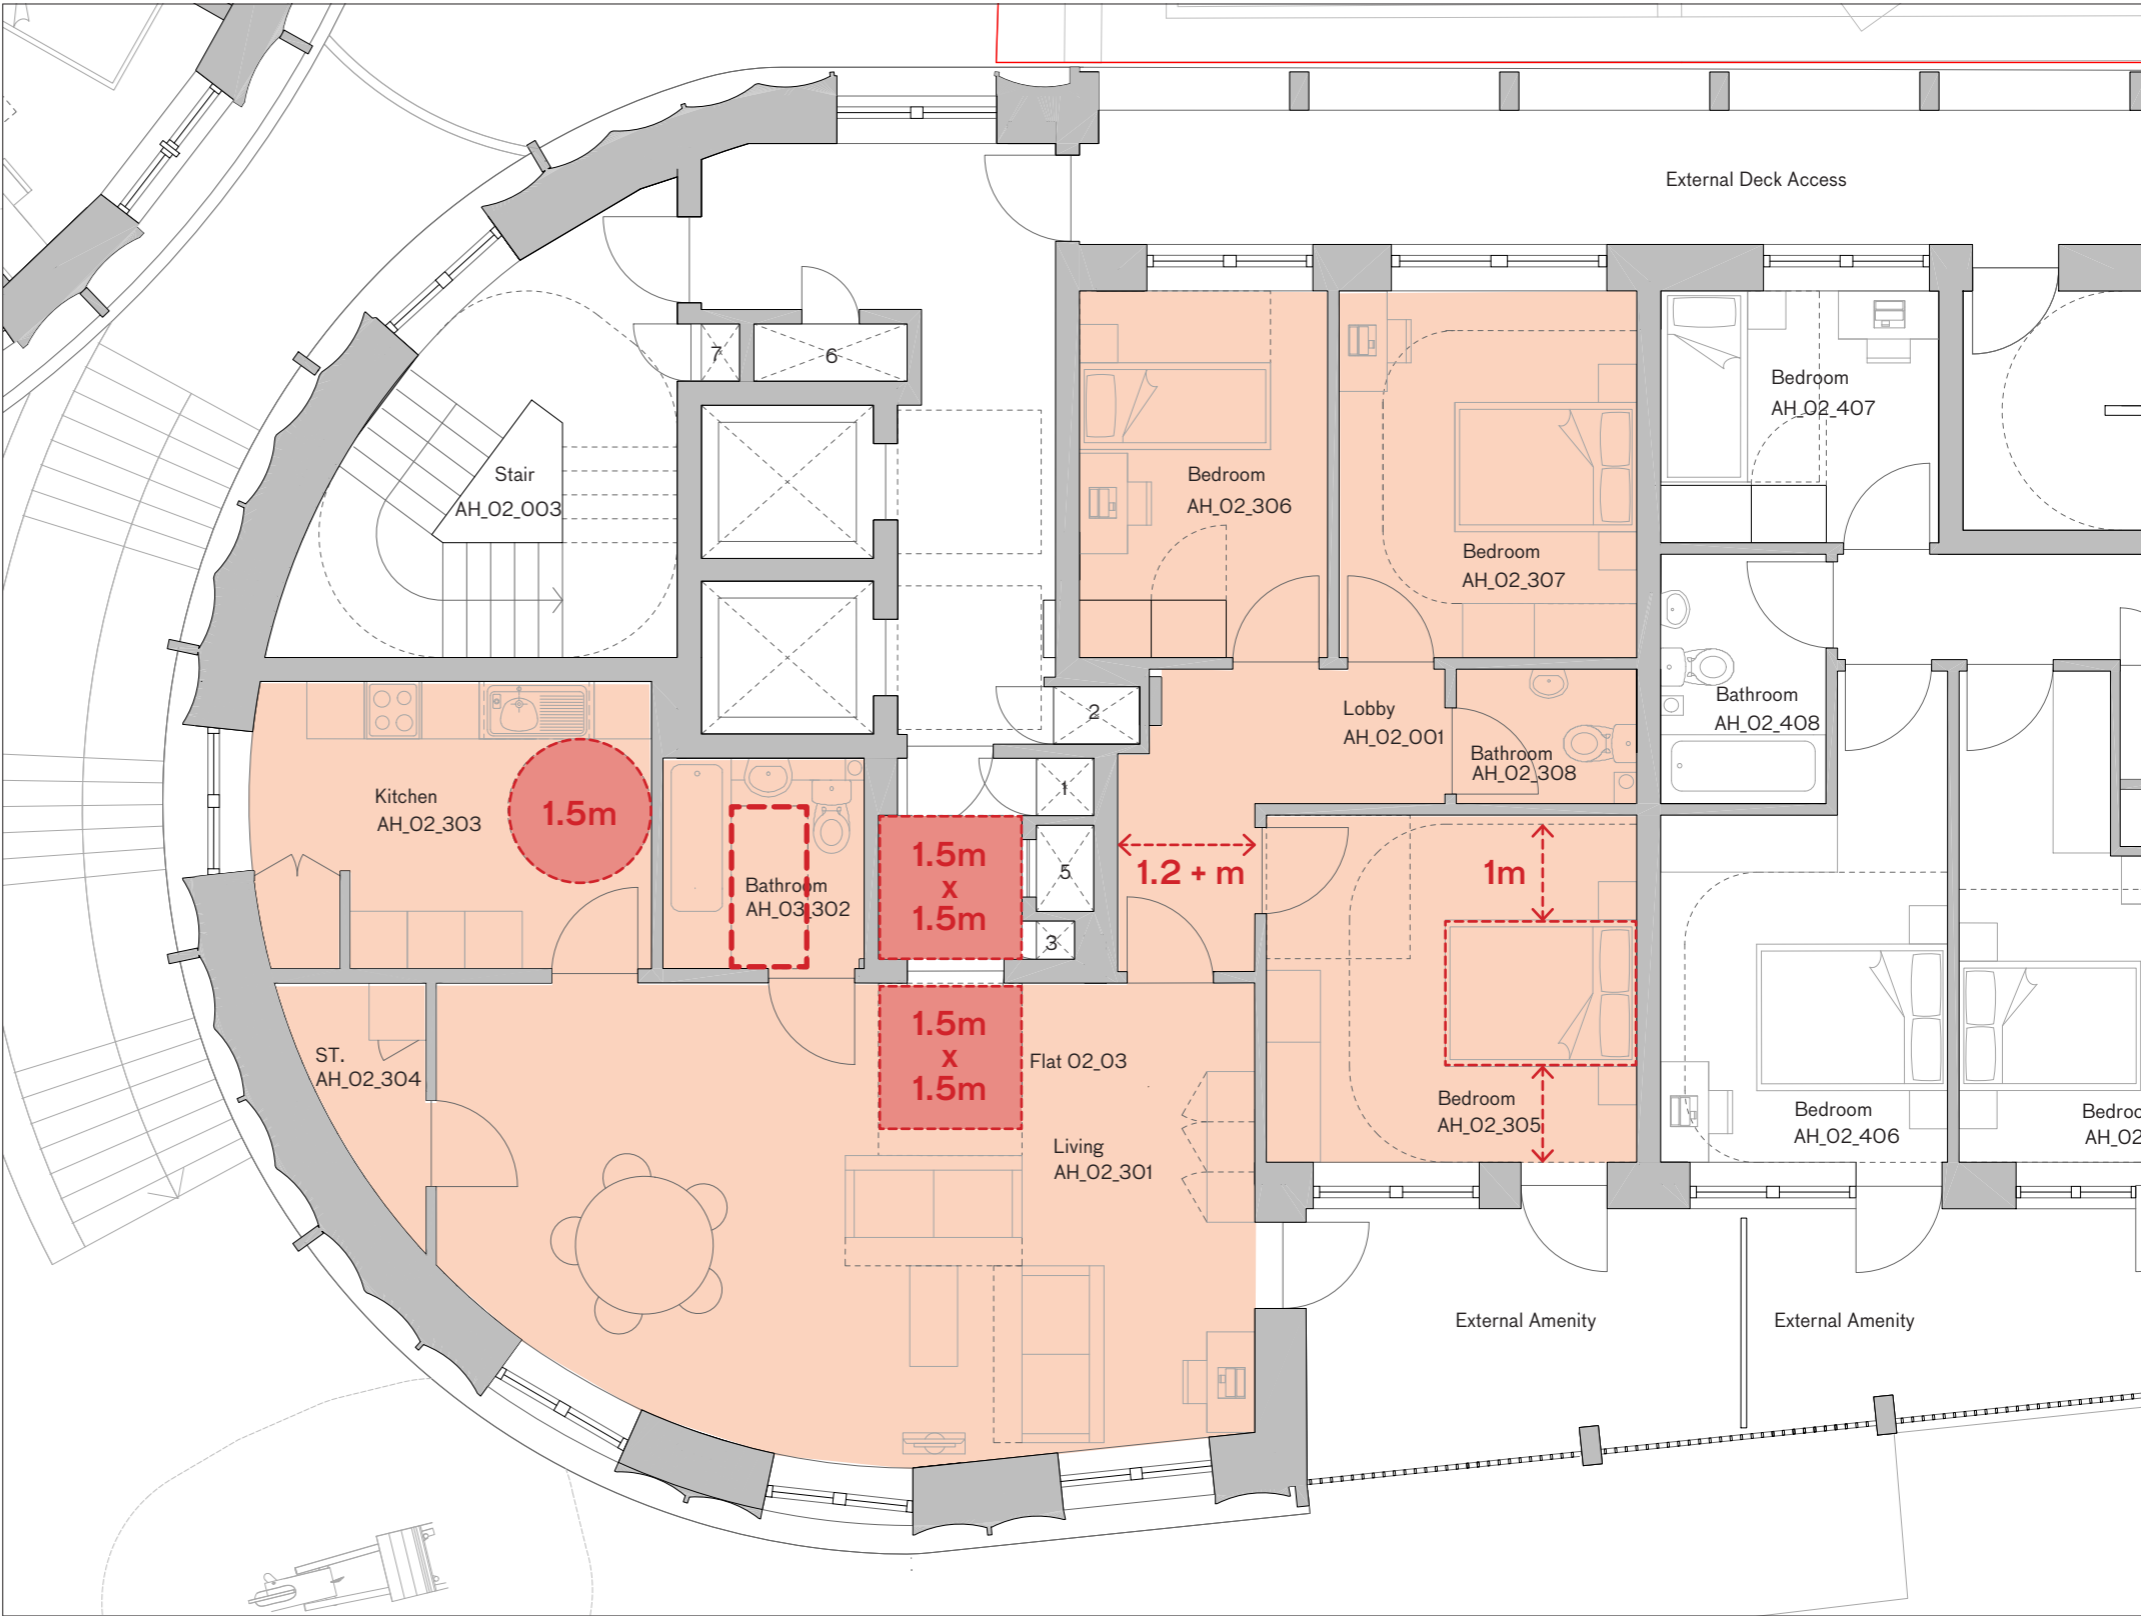 External Deck Access
7
6
Bedroom
AH_02_407
Stair
AH_02_003
Bedroom
AH_02_306
Bedroom
AH_02_307
2
Lobby
AH_02_001
Bathroom
AH_02_408
Bathroom
AH_02_308
Kitchen
AH_02_303
1.5m
1
1.5m
x
1.5m
5
1.2 + m
1m
Bathroom
AH_03_302
3
1.5m
x
1.5m
ST.
AH_02_304
Flat 02_03
Bedroom
AH_02_305
Bedroom
AH_02_406
Bedroo
AH_02
Living
AH_02_301
External Amenity
External Amenity